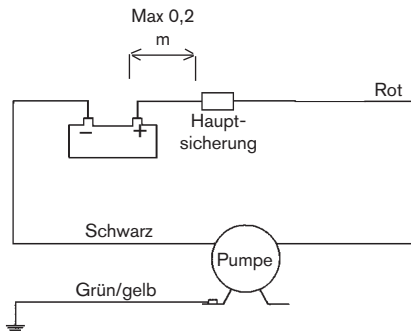 Max 0,2
m
Rot
− +
Haupt-
sicherung
Schwarz
Pumpe
Grün/gelb